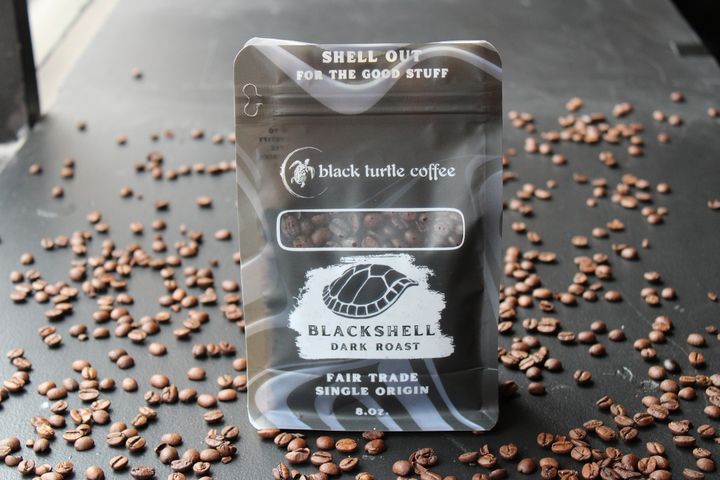 SHELL OUT
FOR THE GOOD STUFF
black turtle coffee
BLACKSHELL
DARK ROAST
FAIR TRADE
SINGLE ORIGIN
8.OZ.